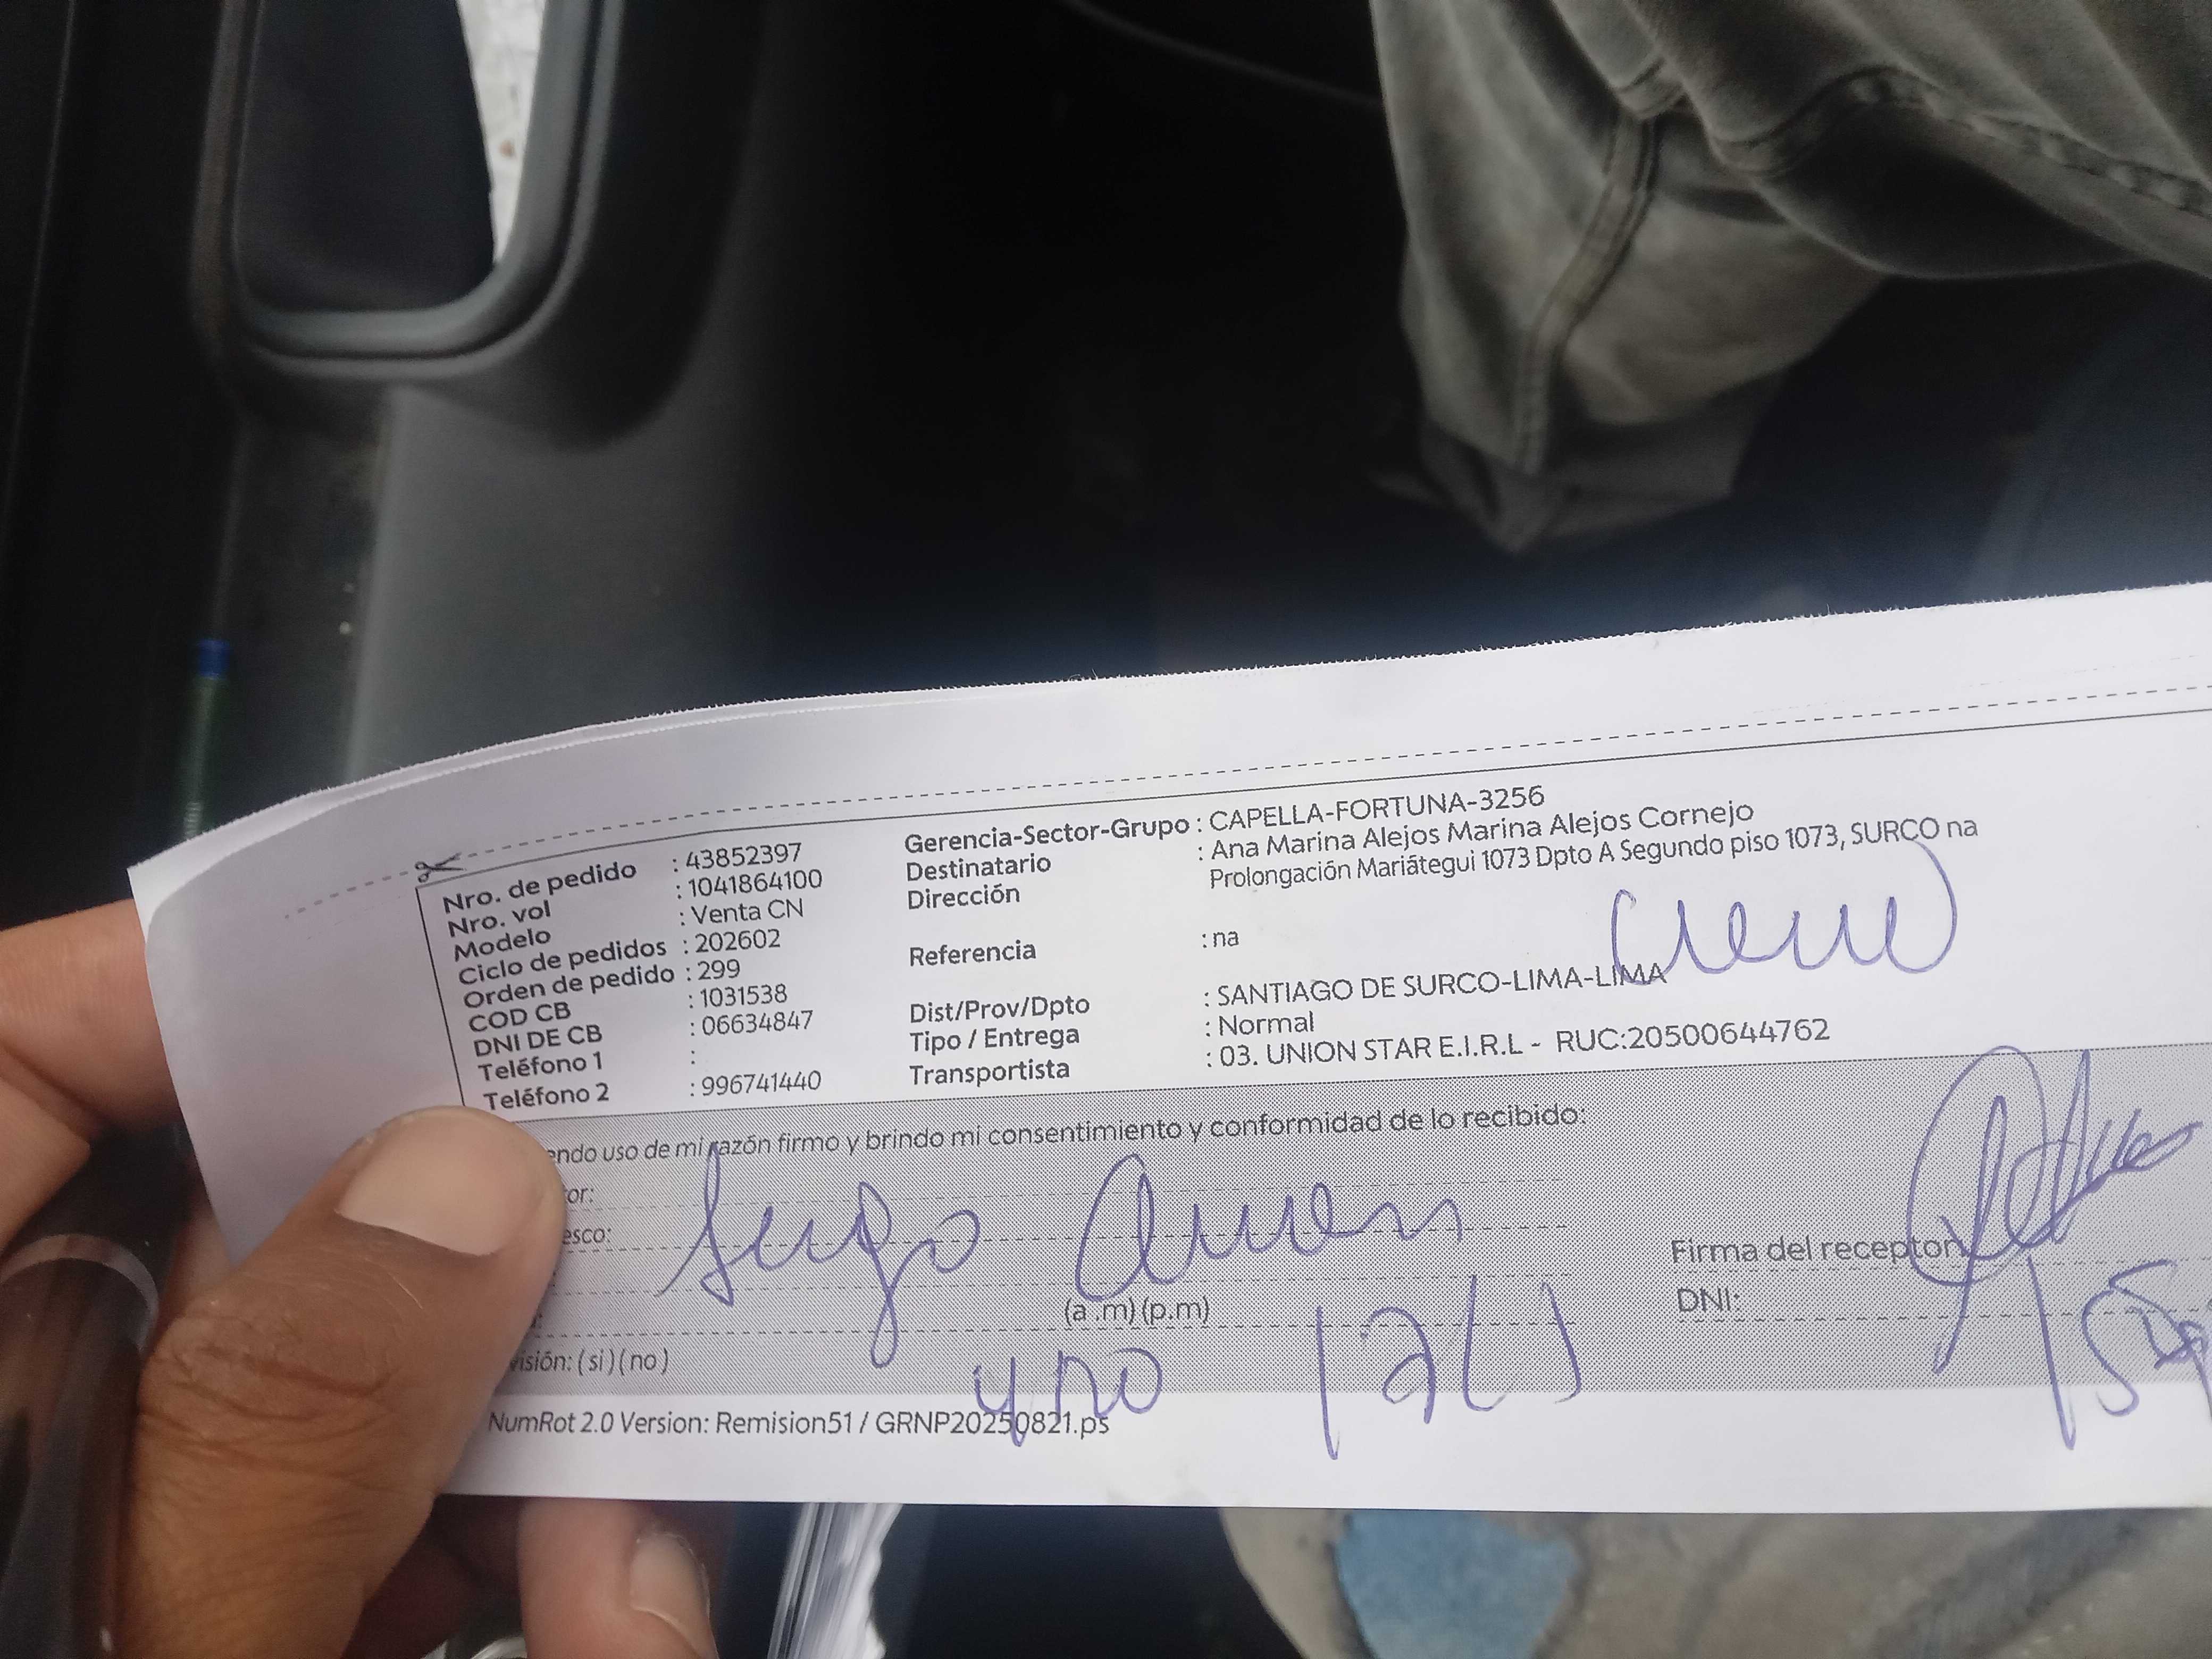 Nro. de pedido : 43852397
Nro. vol : 1041864100
Modelo : Venta CN
Ciclo de pedidos : 202602
Orden de pedido : 299
COD CB : 1031538
DNI DE CB : 06634847
Teléfono 1 :
Teléfono 2 : 996741440
Gerencia-Sector-Grupo : CAPELLA-FORTUNA-3256
Destinatario : Ana Marina Alejos Marina Alejos Cornejo
Dirección Prolongación Mariátegui 1073 Dpto A Segundo piso 1073, SURCO na
Referencia : na
Dist/Prov/Dpto : SANTIAGO DE SURCO-LIMA-LIMA
Tipo / Entrega : Normal
Transportista : 03. UNION STAR E.I.R.L - RUC:20500644762
endo uso de mi razón firmo y brindo mi consentimiento y conformidad de lo recibido:
or:
esco:
(a .m) (p.m)
visión: ( si ) ( no )
Firma del receptor
DNI:
NumRot 2.0 Version: Remision51 / GRNP20250821.ps